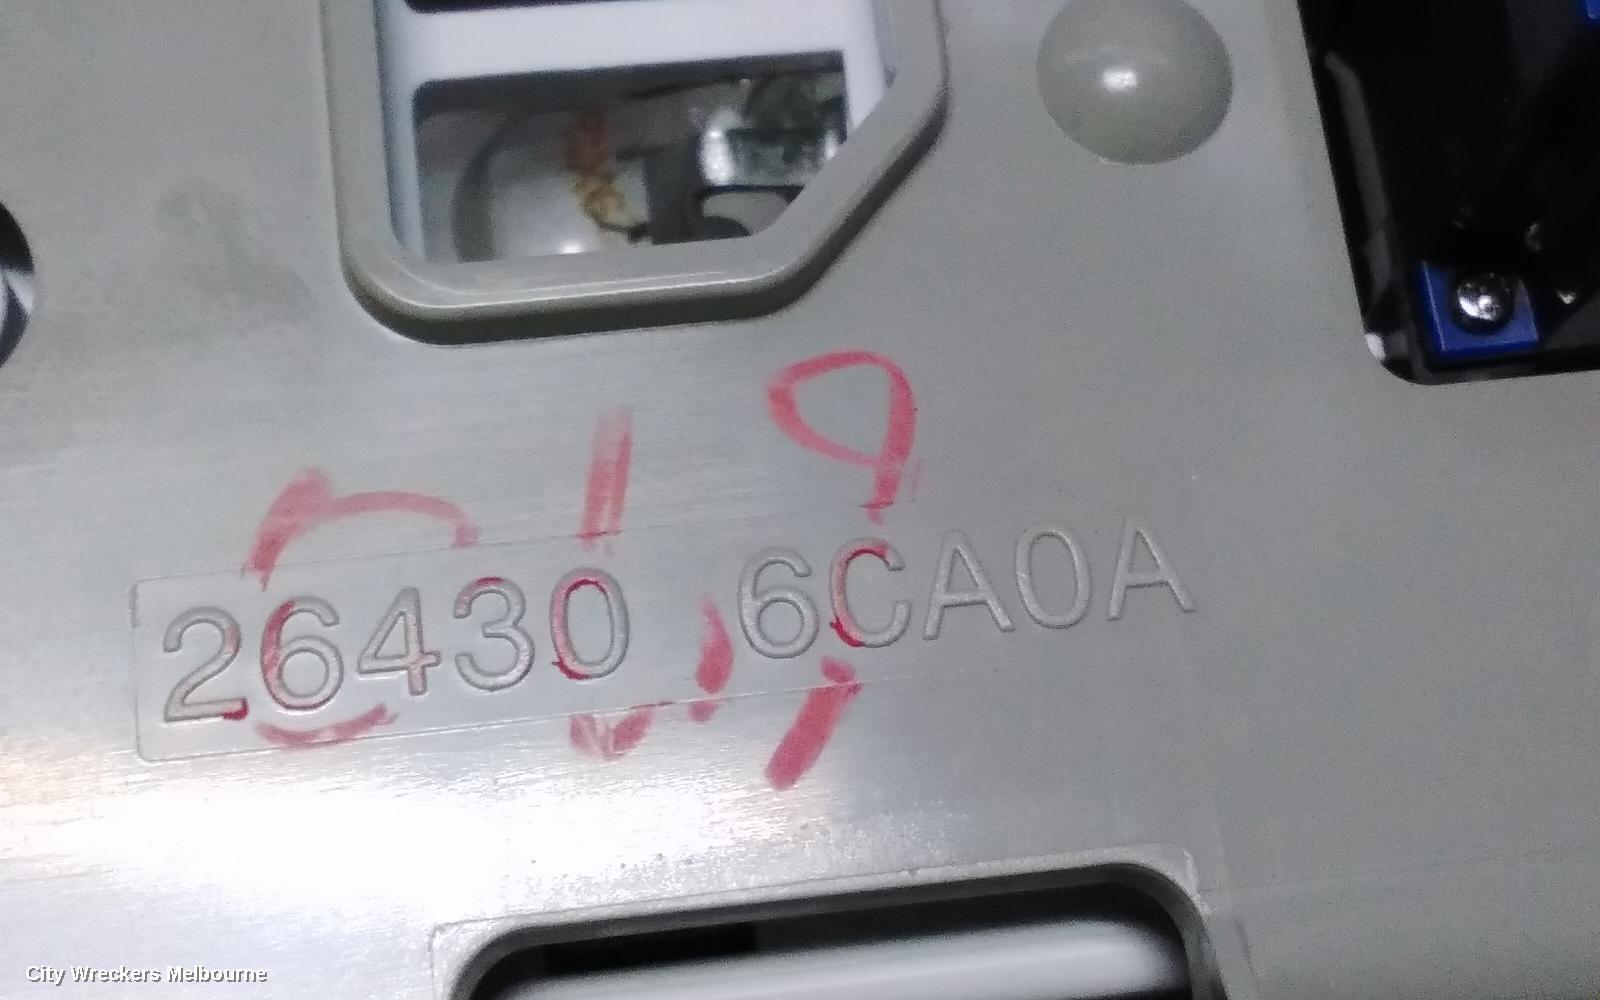 26430 6CA0A
City Wreckers Melbourne